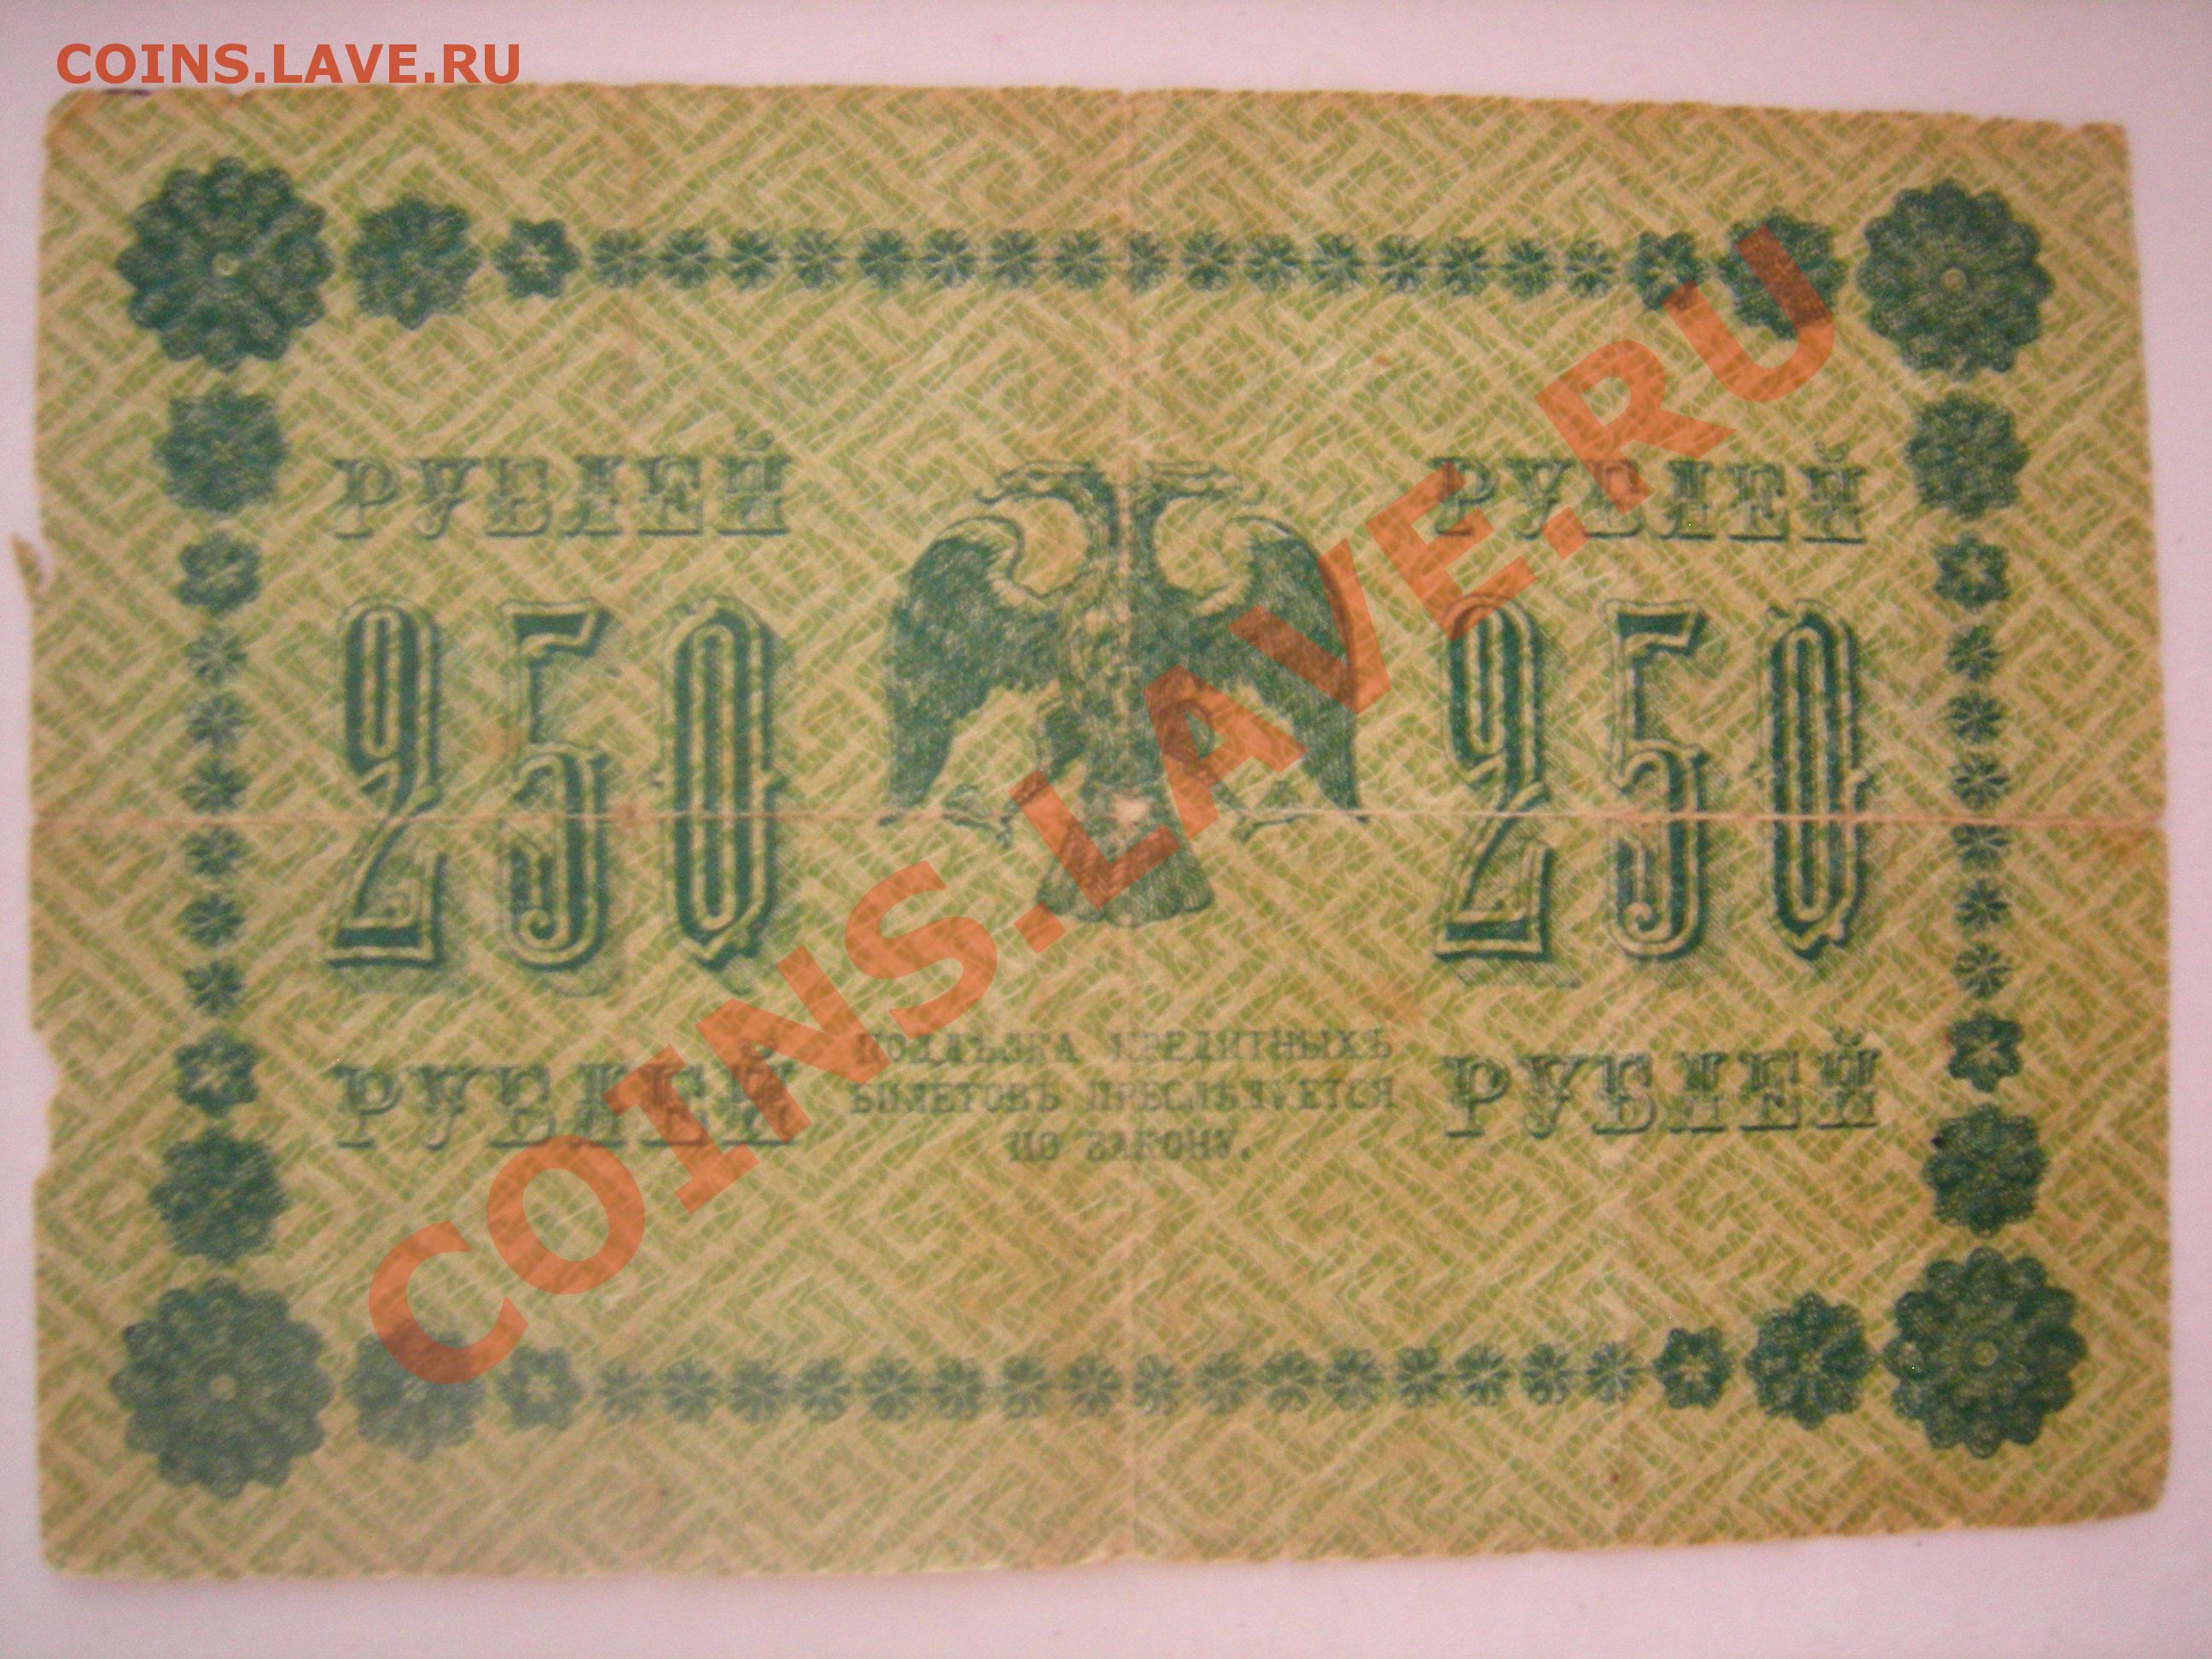 COINS.LAVE.RU
РУБЛЕЙ РУБЛЕЙ
250 250
РУБЛЕЙ РУБЛЕЙ
ПОДДѢЛКА КРЕДИТНЫХЪ
БИЛЕТОВЪ ПРЕСЛѢДУЕТСЯ
ПО ЗАКОНУ.
COINS.LAVE.RU